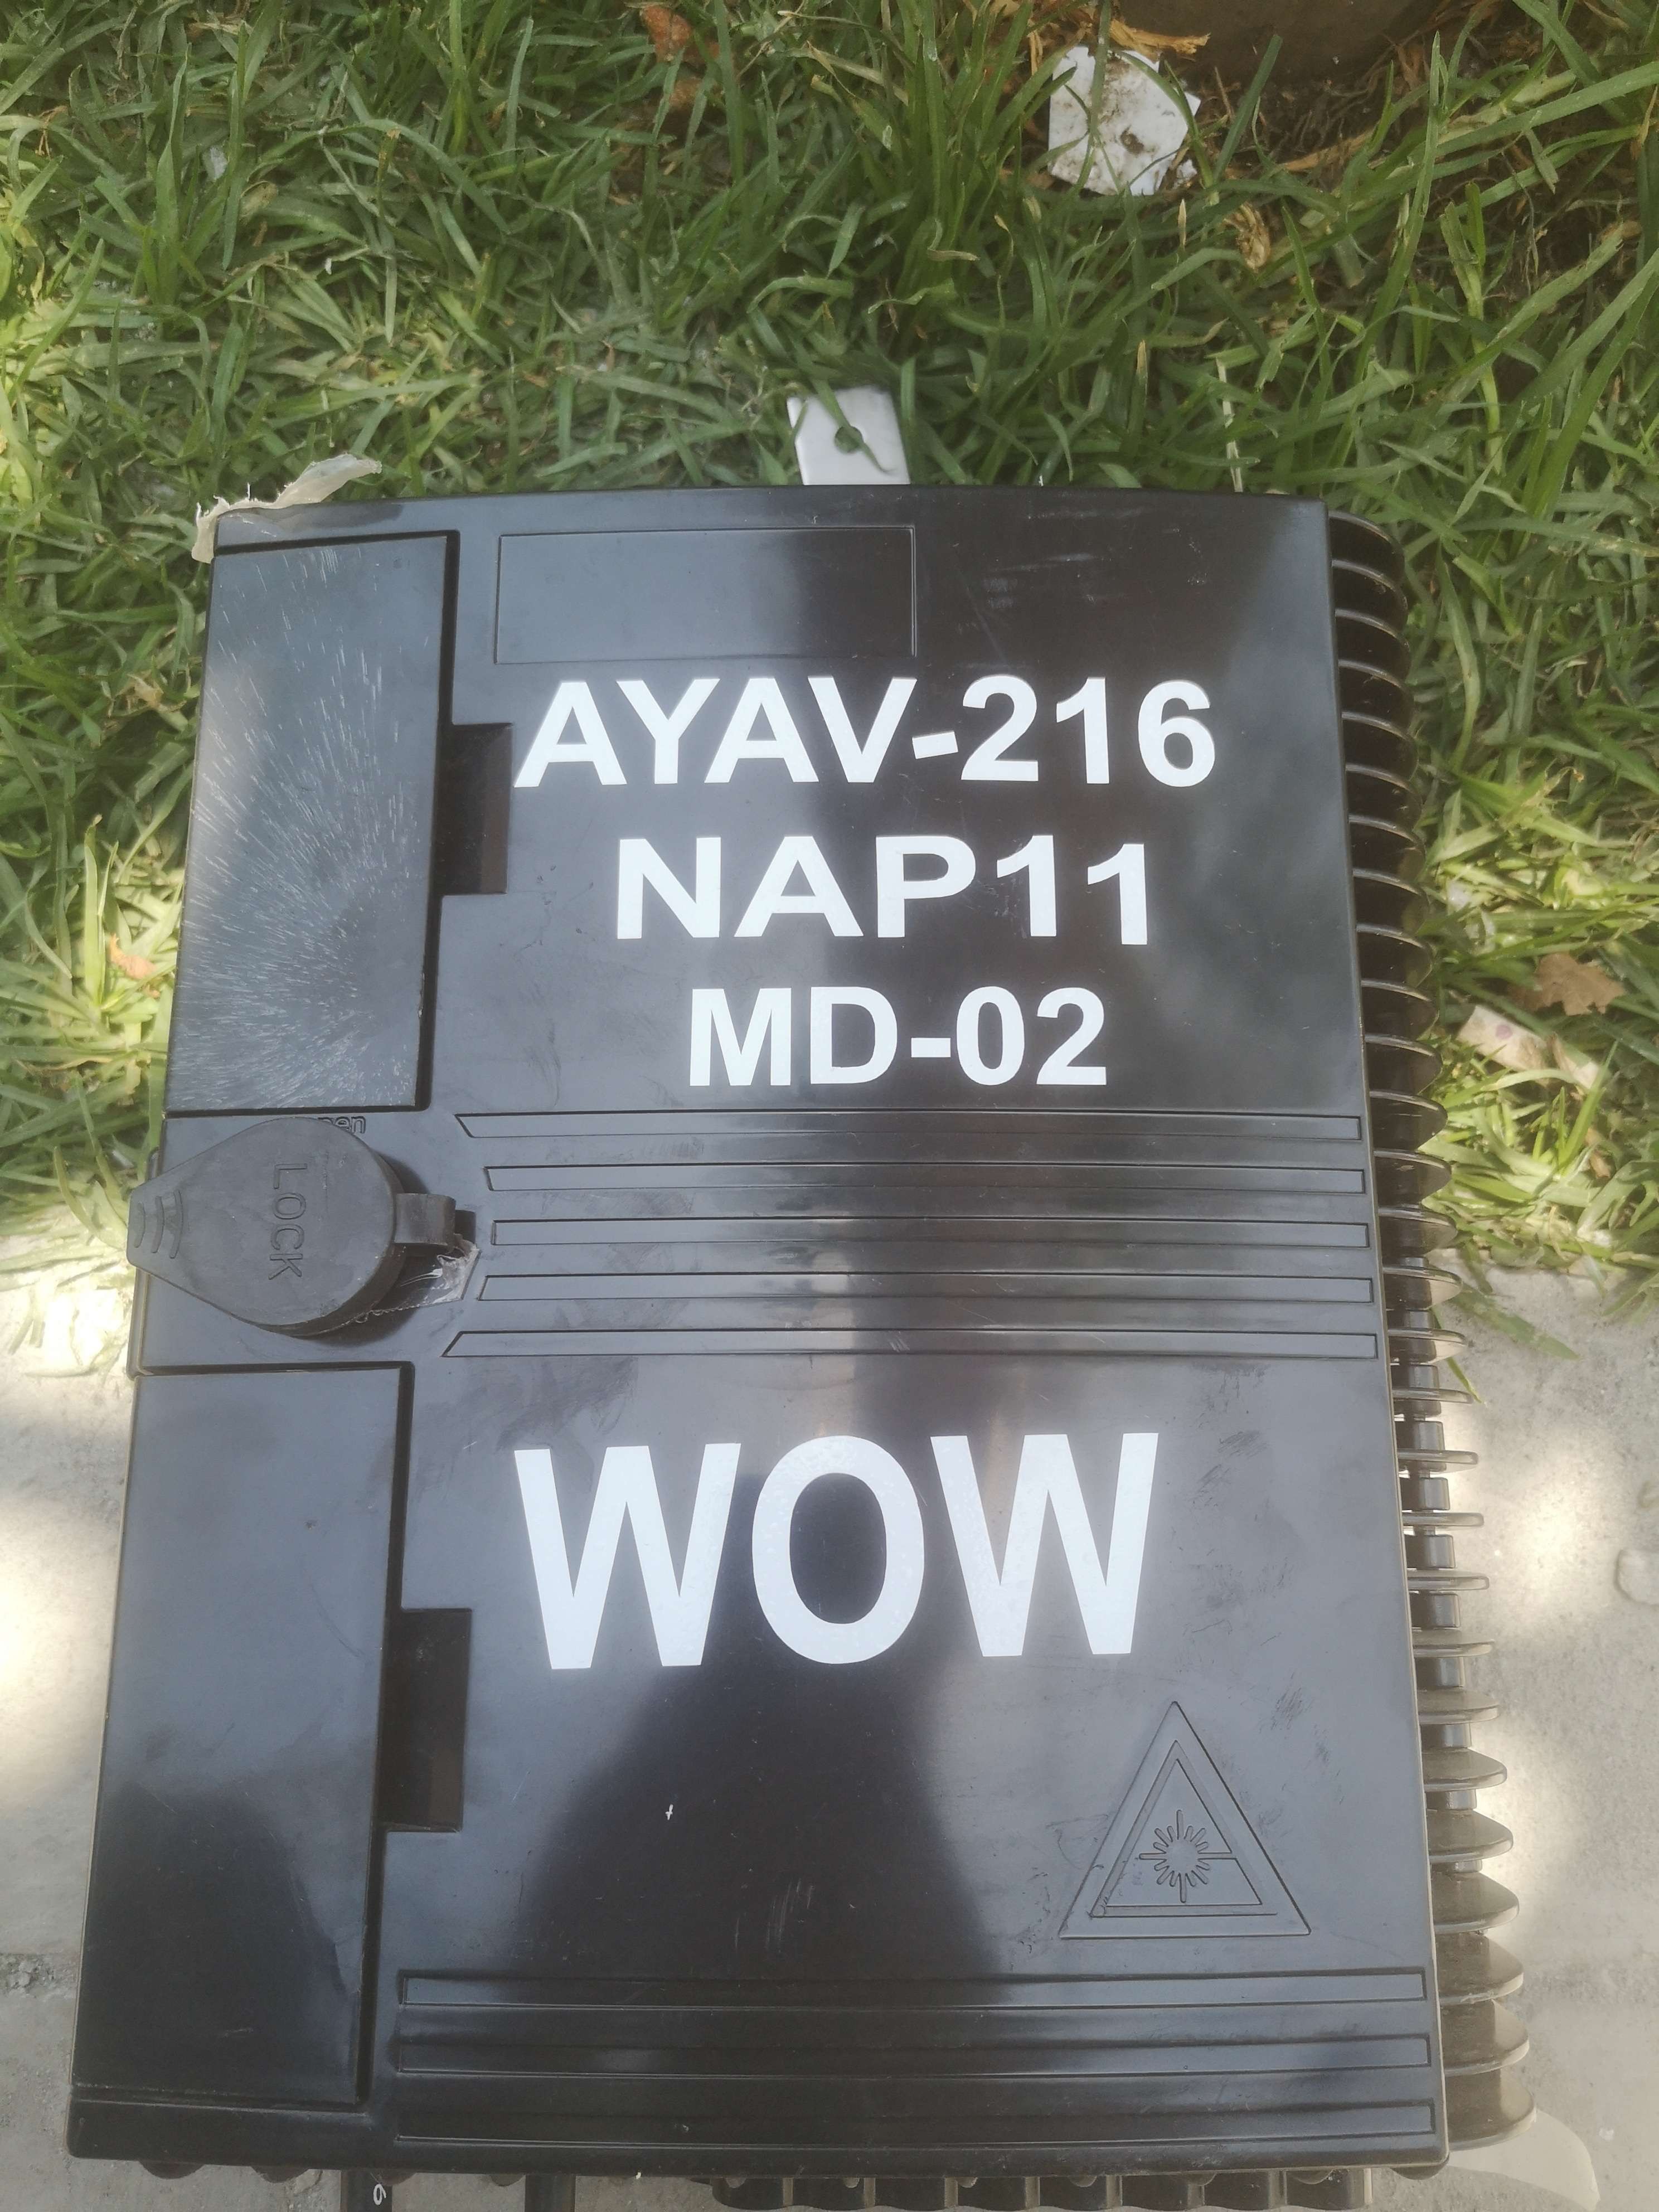 AYAV-216
NAP11
MD-02
LOCK
WOW